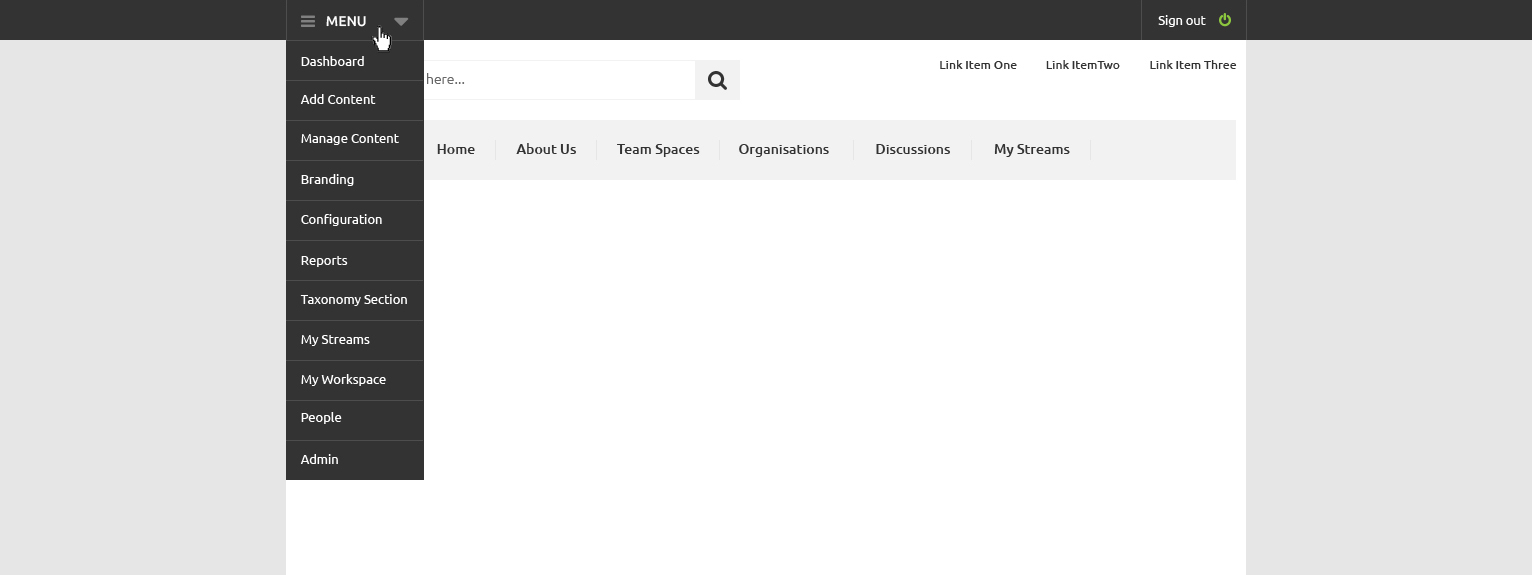 MENU
Sign out
Dashboard
Add Content
Manage Content
Branding
Configuration
Reports
Taxonomy Section
My Streams
My Workspace
People
Admin
here...
Link Item One
Link ItemTwo
Link Item Three
Home
About Us
Team Spaces
Organisations
Discussions
My Streams